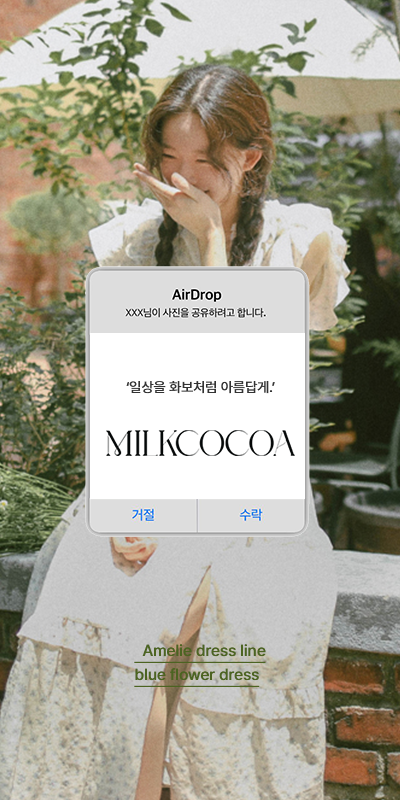 AirDrop
XXX님이 사진을 공유하려고 합니다.
‘일상을 화보처럼 아름답게.’
MILKCOCOA
거절
수락
Amelie dress line
blue flower dress